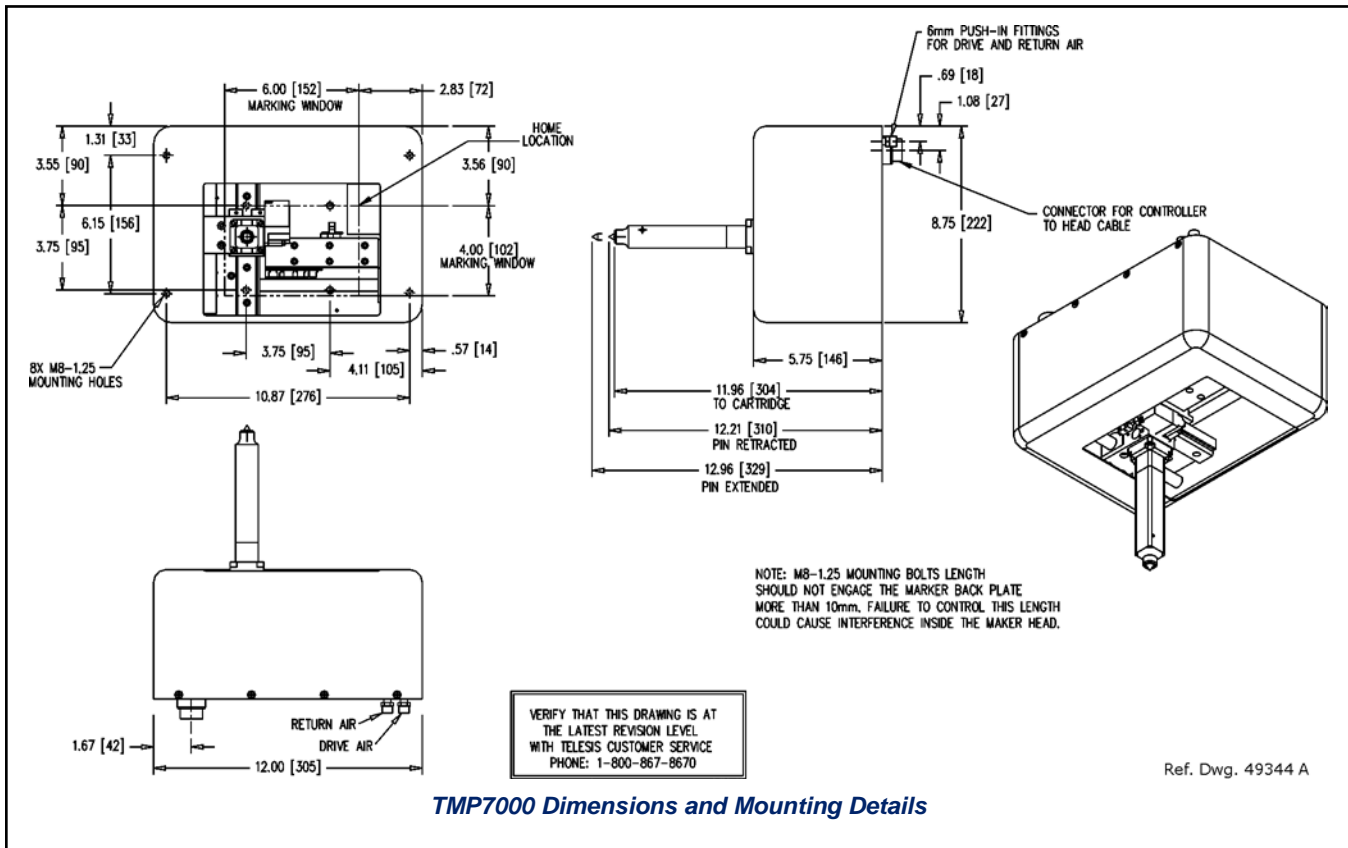 6.00 [152]
MARKING WINDOW
2.83 [72]
1.31 [33]
3.55 [90]
HOME
LOCATION
3.56 [90]
6.15 [156]
3.75 [95]
4.00 [102]
MARKING WINDOW
3.75 [95]
.57 [14]
4.11 [105]
8X M8-1.25
MOUNTING HOLES
10.87 [276]
6mm PUSH-IN FITTINGS
FOR DRIVE AND RETURN AIR
.69 [18]
1.08 [27]
8.75 [222]
CONNECTOR FOR CONTROLLER
TO HEAD CABLE
5.75 [146]
11.96 [304]
TO CARTRIDGE
12.21 [310]
PIN RETRACTED
12.96 [329]
PIN EXTENDED
NOTE: M8-1.25 MOUNTING BOLTS LENGTH
SHOULD NOT ENGAGE THE MARKER BACK PLATE
MORE THAN 10mm. FAILURE TO CONTROL THIS LENGTH
COULD CAUSE INTERFERENCE INSIDE THE MAKER HEAD.
RETURN AIR
DRIVE AIR
1.67 [42]
12.00 [305]
VERIFY THAT THIS DRAWING IS AT
THE LATEST REVISION LEVEL
WITH TELESIS CUSTOMER SERVICE
PHONE: 1-800-867-8670
Ref. Dwg. 49344 A
TMP7000 Dimensions and Mounting Details